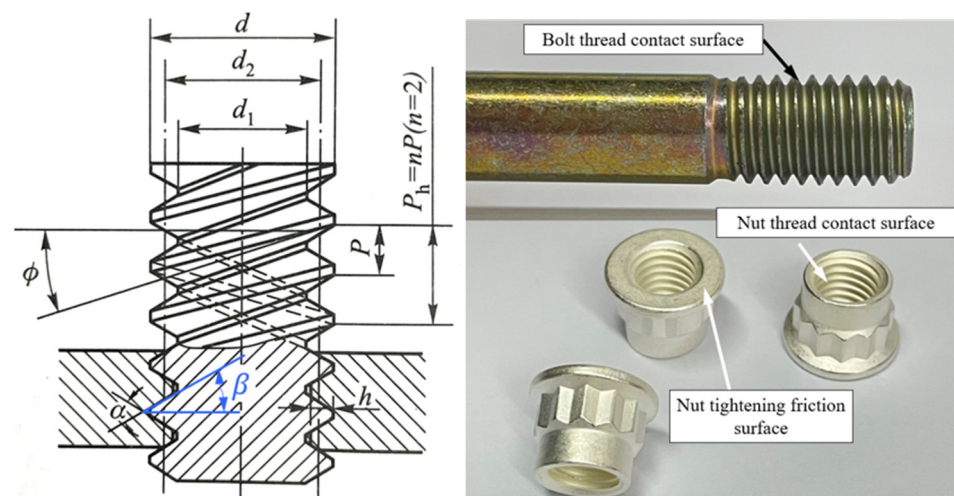 d
d₂
d₁
Pₕ=nP(n=2)
P
ϕ
α
β
h
Bolt thread contact surface
Nut thread contact surface
Nut tightening friction
surface